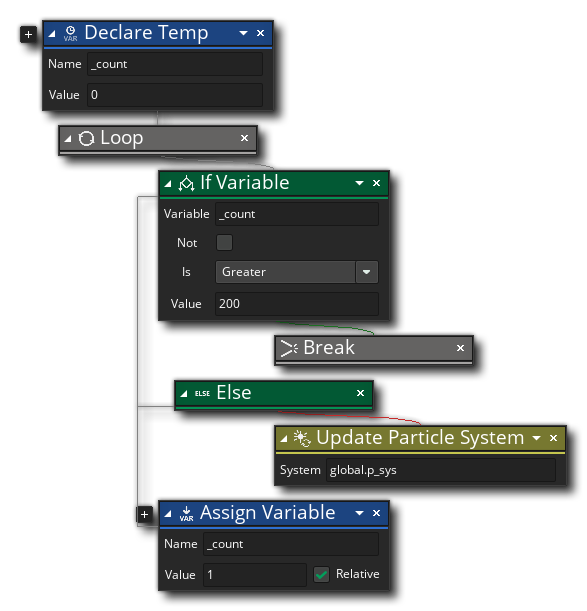 VAR Declare Temp
Name _count
Value 0
Loop
If Variable
Variable _count
Not
Is Greater
Value 200
Break
ELSE Else
Update Particle System
System global.p_sys
VAR Assign Variable
Name _count
Value 1 Relative